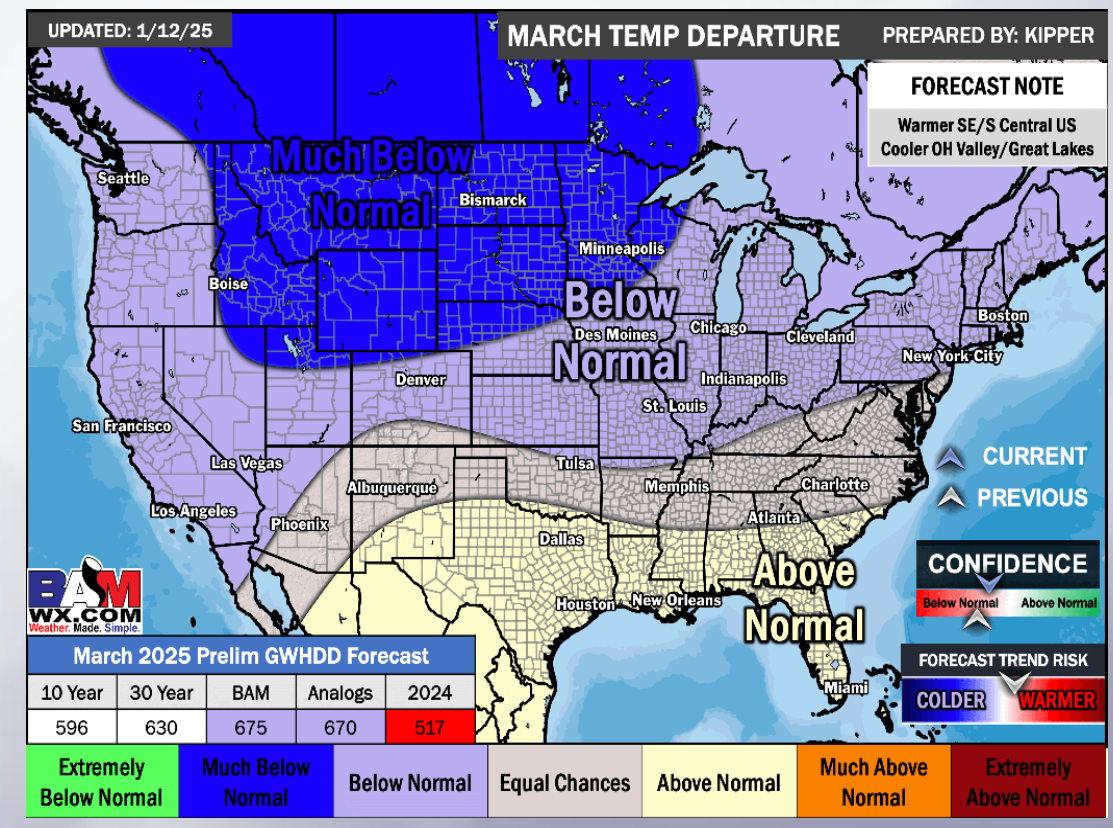 UPDATED: 1/12/25
MARCH TEMP DEPARTURE
PREPARED BY: KIPPER
FORECAST NOTE
Warmer SE/S Central US
Cooler OH Valley/Great Lakes
Much Below
Normal
Seattle
Bismarck
Minneapolis
Boise
Below
Normal
Des Moines
Chicago
Cleveland
Boston
New York City
Denver
Indianapolis
St. Louis
San Francisco
Las Vegas
Tulsa
Albuquerque
Memphis
Charlotte
Los Angeles
Phoenix
Atlanta
Dallas
Above
Normal
Houston
New Orleans
Miami
CURRENT
PREVIOUS
CONFIDENCE
Below Normal
Above Normal
FORECAST TREND RISK
COLDER
WARMER
BAM
WX.COM
Weather. Made. Simple.
March 2025 Prelim GWHDD Forecast
10 Year 30 Year BAM Analogs 2024
596 630 675 670 517
Extremely
Below Normal
Much Below
Normal
Below Normal
Equal Chances
Above Normal
Much Above
Normal
Extremely
Above Normal